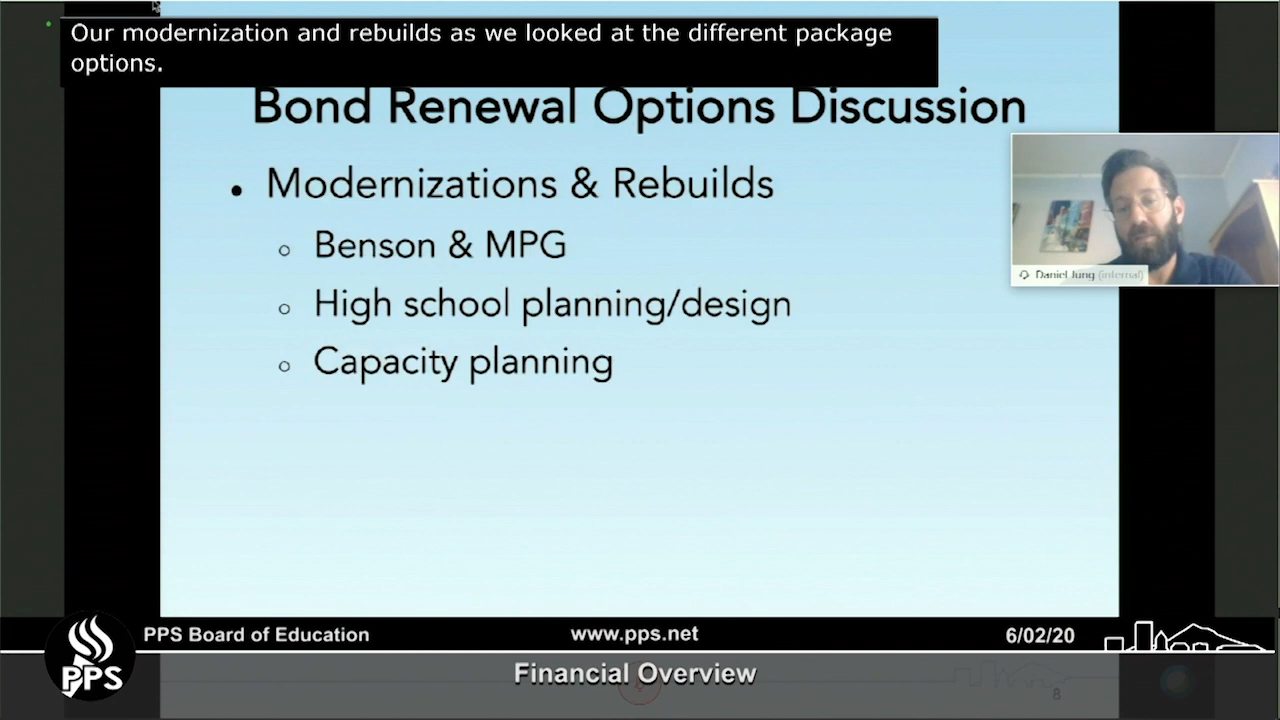 Our modernization and rebuilds as we looked at the different package
options.
Bond Renewal Options Discussion
• Modernizations & Rebuilds
○ Benson & MPG
○ High school planning/design
○ Capacity planning
Daniel Jung (internal)
PPS Board of Education
www.pps.net
6/02/20
PPS
Financial Overview
8